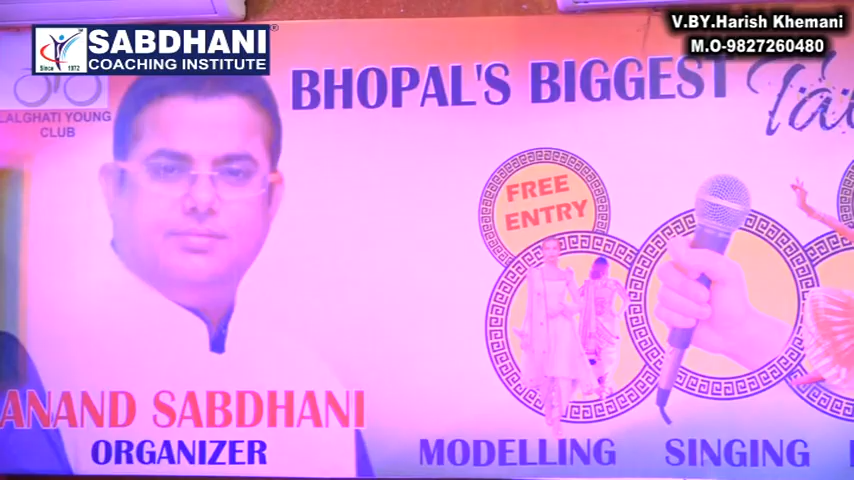 SABDHANI
COACHING INSTITUTE
Since 1972
V.BY.Harish Khemani
M.O-9827260480
LALGHATI YOUNG
CLUB
BHOPAL'S BIGGEST
FREE
ENTRY
ANAND SABDHANI
ORGANIZER
MODELLING
SINGING